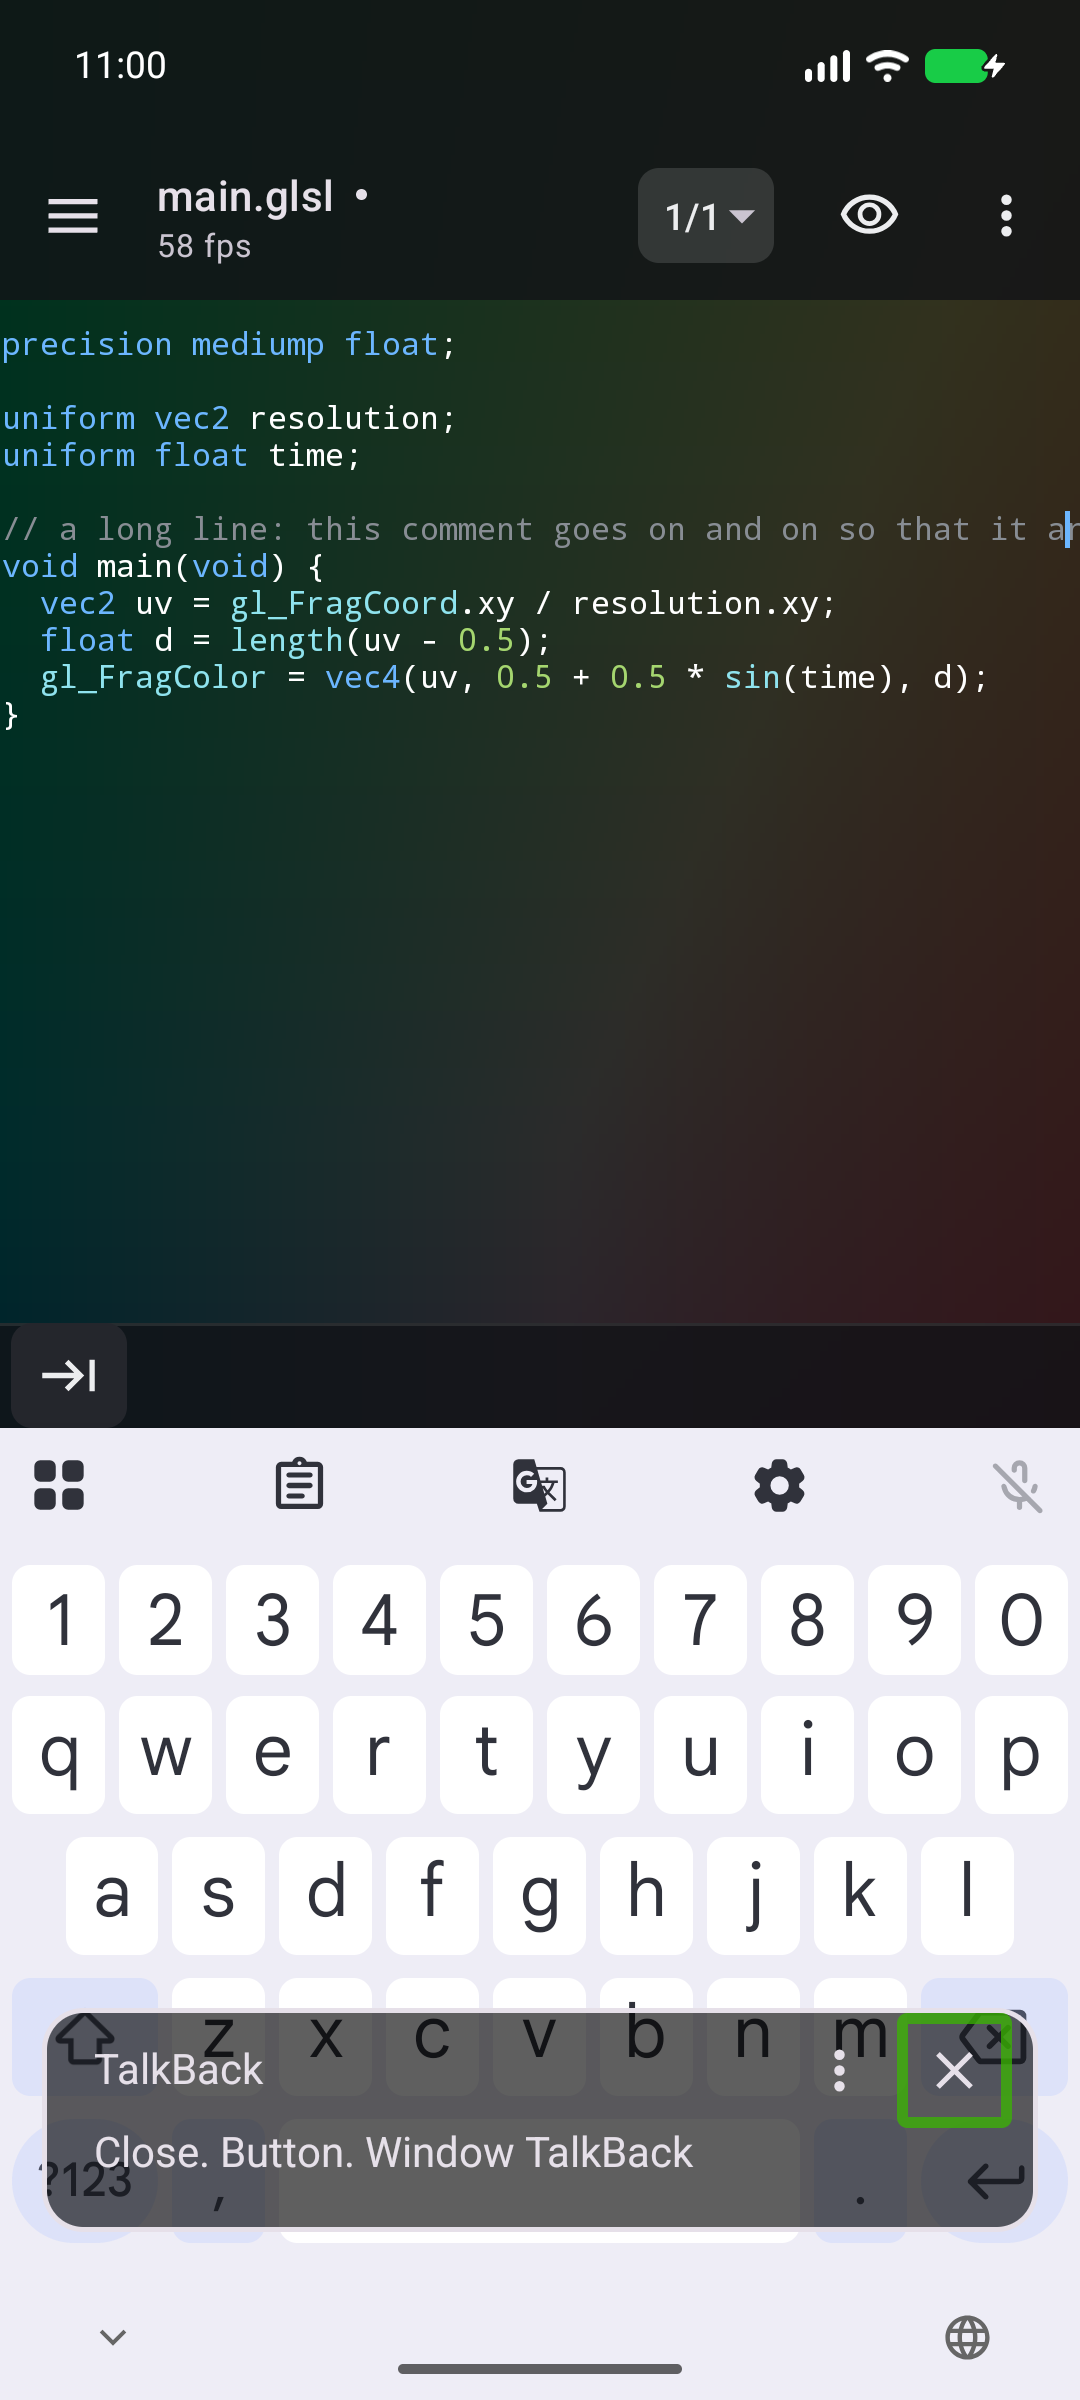 11:00
main.glsl •
58 fps
1/1
precision mediump float;
uniform vec2 resolution;
uniform float time;
// a long line: this comment goes on and on so that it
void main(void) {
  vec2 uv = gl_FragCoord.xy / resolution.xy;
  float d = length(uv - 0.5);
  gl_FragColor = vec4(uv, 0.5 + 0.5 * sin(time), d);
}
1 2 3 4 5 6 7 8 9 0
q w e r t y u i o p
a s d f g h j k l
z x c v b n m
TalkBack
Close. Button. Window TalkBack
?123 , .